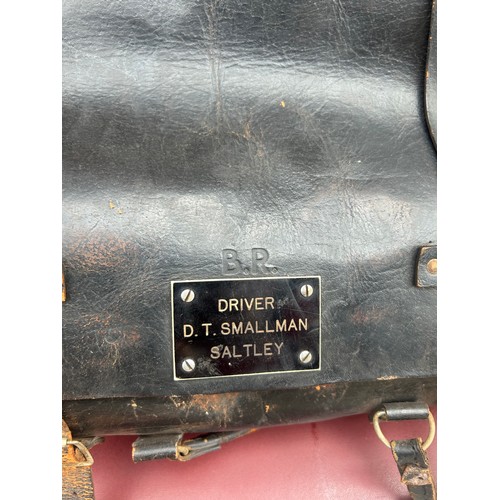 B.R.
DRIVER
D. T. SMALLMAN
SALTLEY